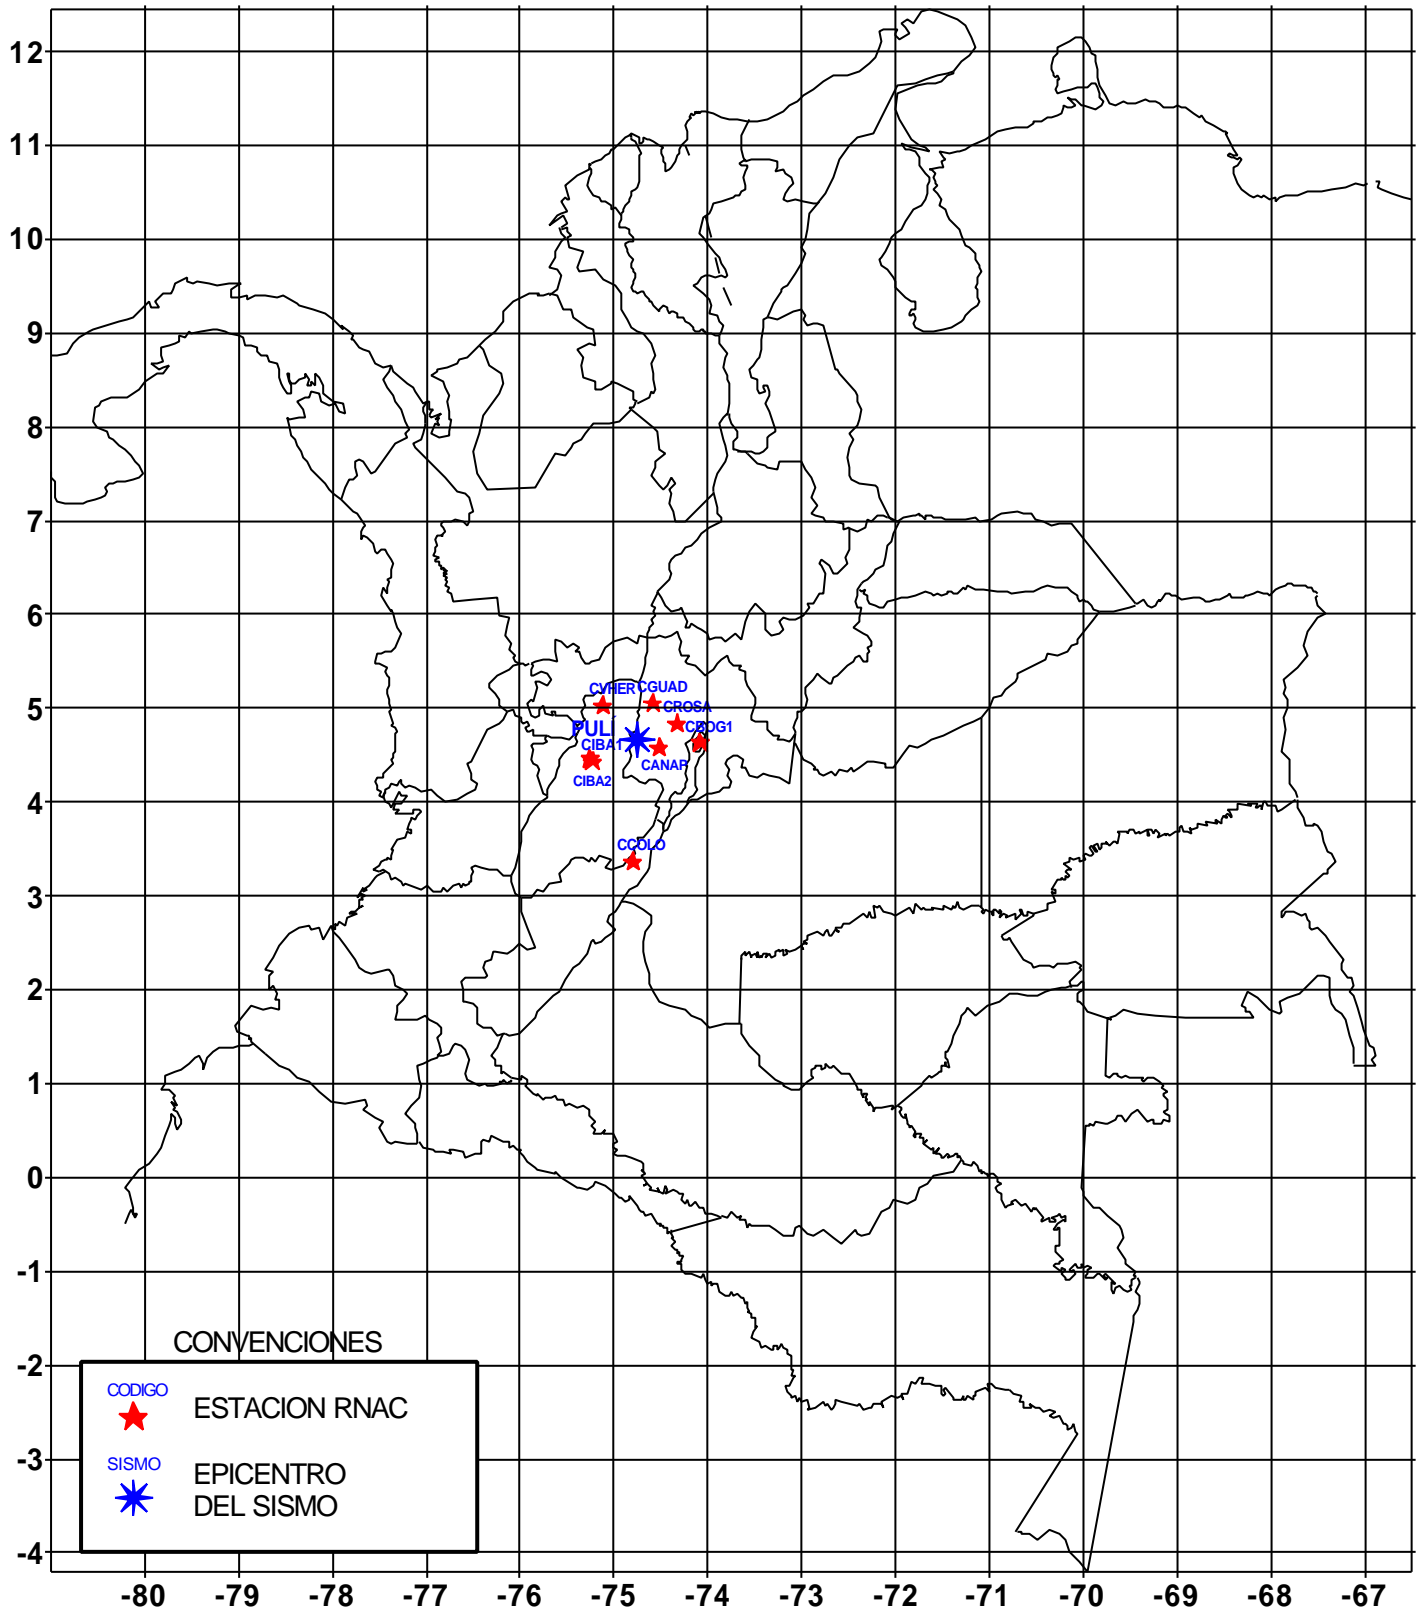 12
11
10
9
8
7
6
5
4
3
2
1
0
-1
-2
-3
-4
CVHER CGUAD
CROSA
PULÍ CBOG1
CIBA1
CANAP
CIBA2
CCOLO
CONVENCIONES
CODIGO
ESTACION RNAC
SISMO
EPICENTRO
DEL SISMO
-80 -79 -78 -77 -76 -75 -74 -73 -72 -71 -70 -69 -68 -67